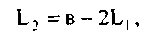 L₂ = в − 2L₁,